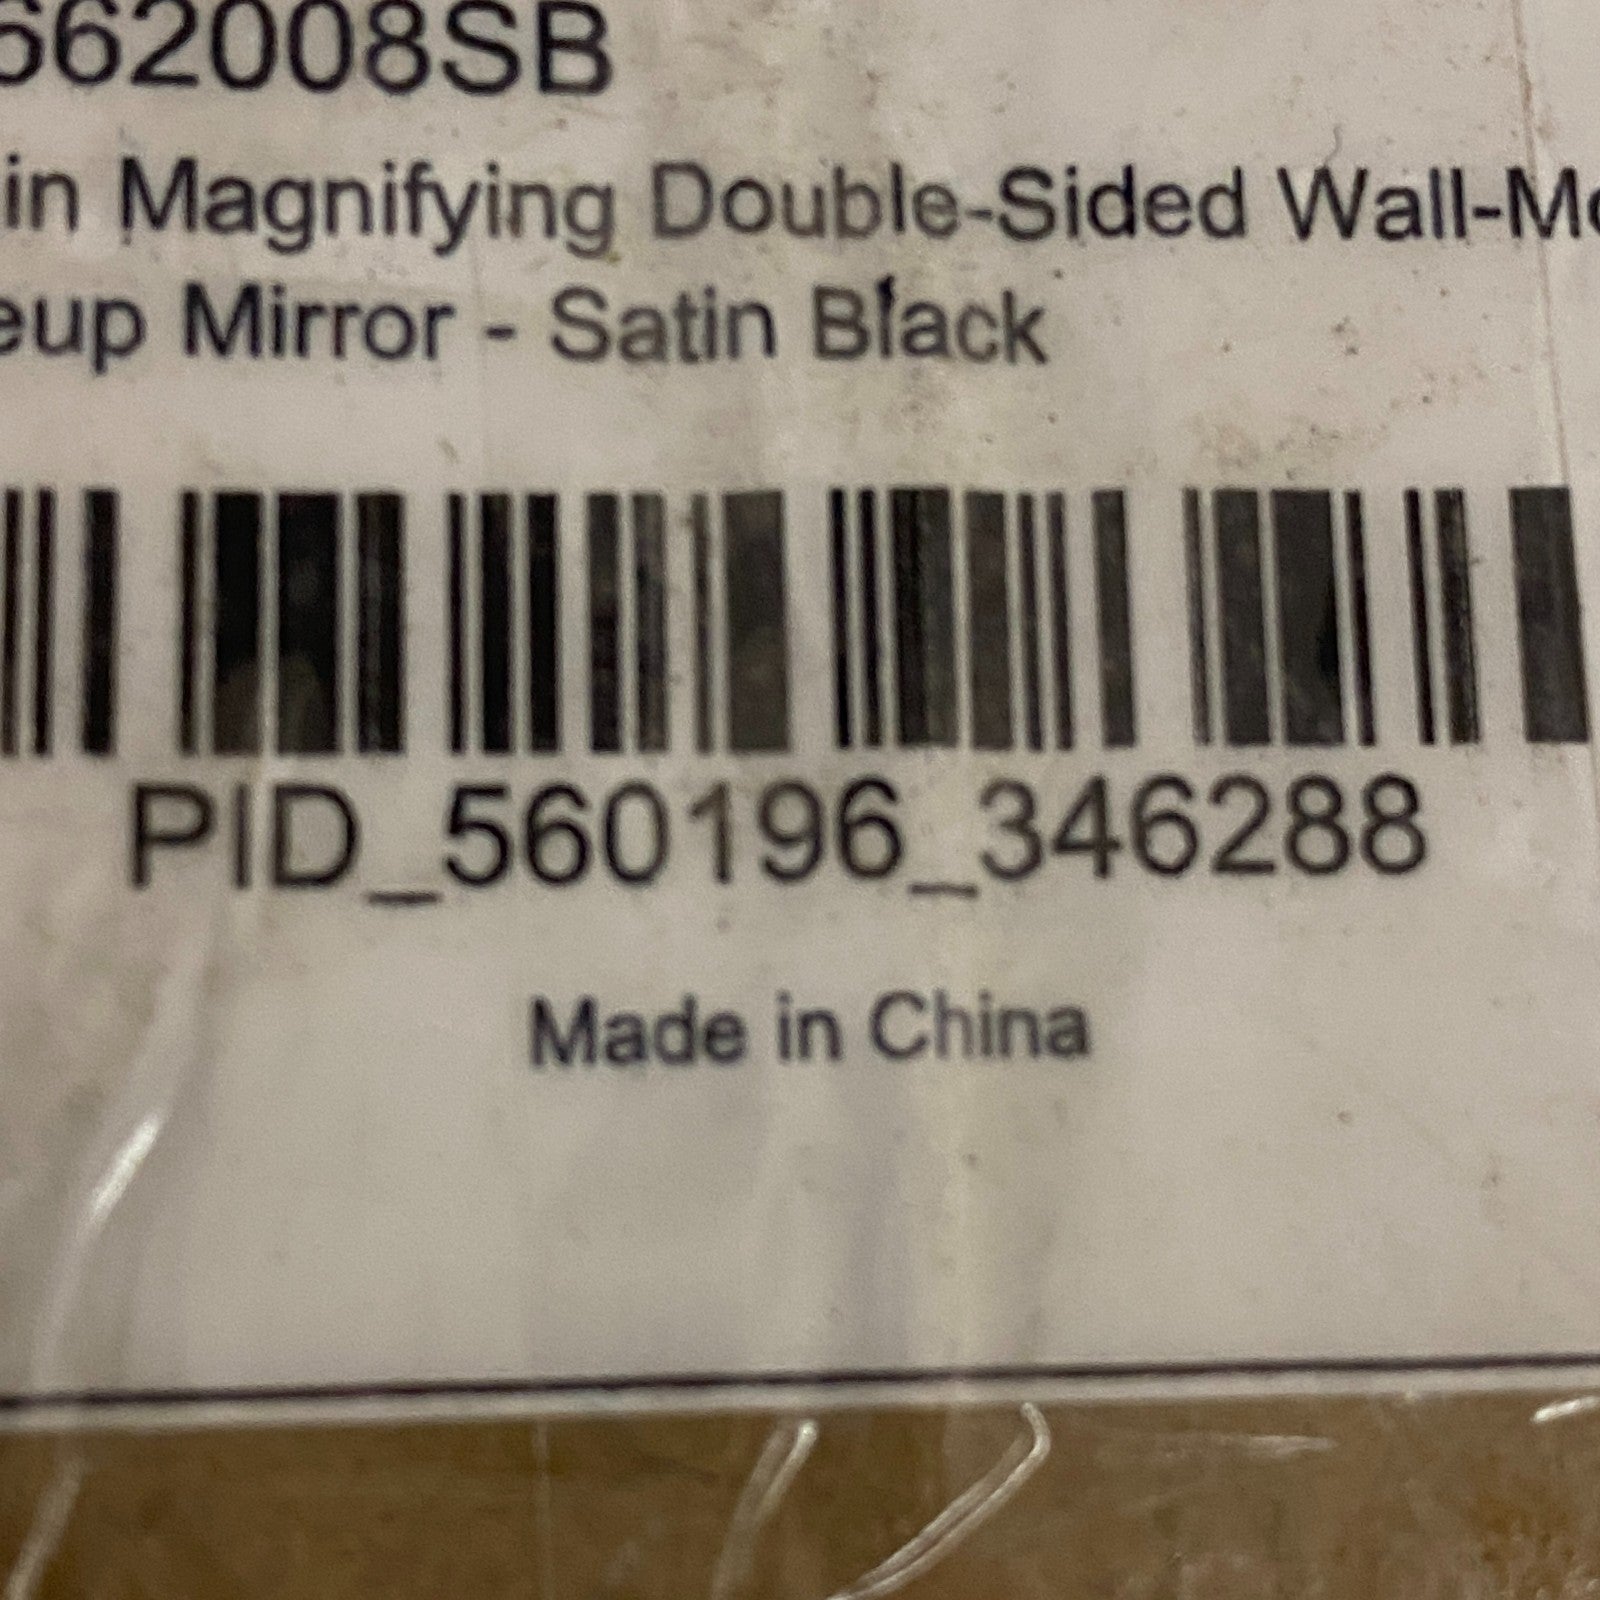 662008SB
in Magnifying Double-Sided Wall-Mo
eup Mirror - Satin Black
PID_560196_346288
Made in China